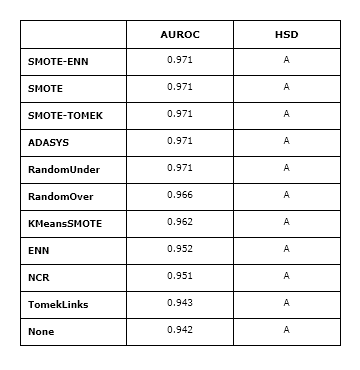 AUROC HSD
SMOTE-ENN 0.971 A
SMOTE 0.971 A
SMOTE-TOMEK 0.971 A
ADASYS 0.971 A
RandomUnder 0.971 A
RandomOver 0.966 A
KMeansSMOTE 0.962 A
ENN 0.952 A
NCR 0.951 A
TomekLinks 0.943 A
None 0.942 A